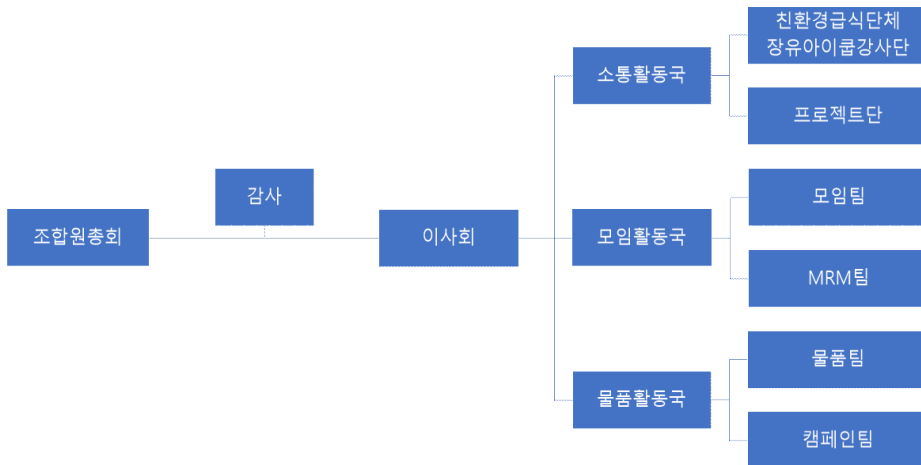 친환경급식단체
장유아이쿱강사단
소통활동국
프로젝트단
감사
모임팀
조합원총회
이사회
모임활동국
MRM팀
물품팀
물품활동국
캠페인팀